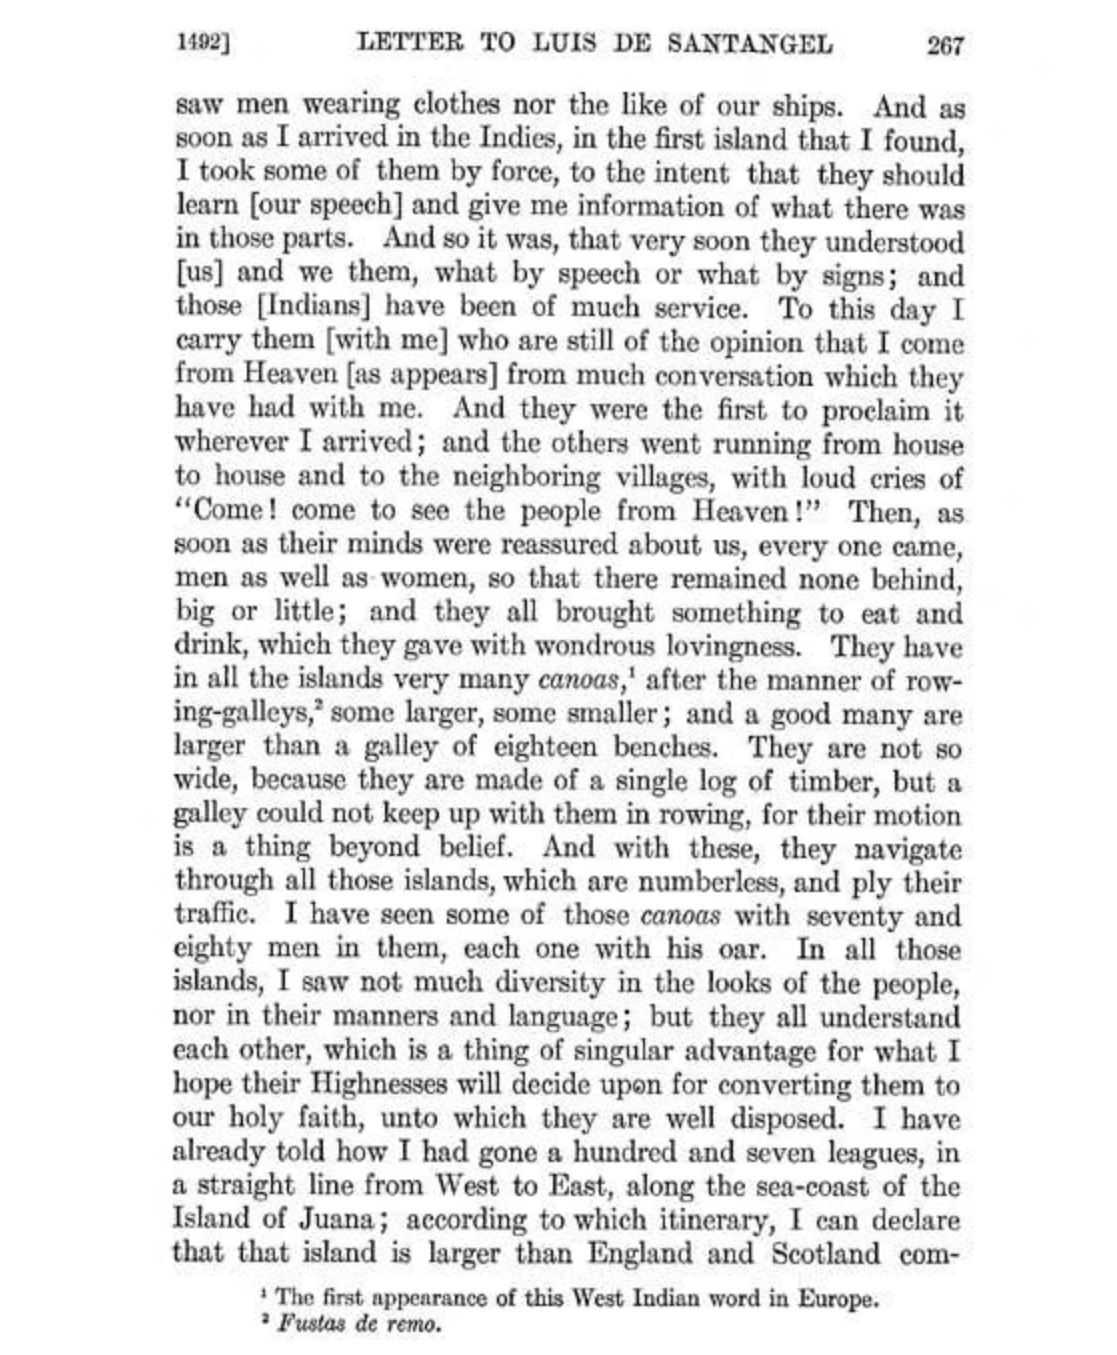 1492] LETTER TO LUIS DE SANTANGEL 267
saw men wearing clothes nor the like of our ships. And as
soon as I arrived in the Indies, in the first island that I found,
I took some of them by force, to the intent that they should
learn [our speech] and give me information of what there was
in those parts. And so it was, that very soon they understood
[us] and we them, what by speech or what by signs; and
those [Indians] have been of much service. To this day I
carry them [with me] who are still of the opinion that I come
from Heaven [as appears] from much conversation which they
have had with me. And they were the first to proclaim it
wherever I arrived; and the others went running from house
to house and to the neighboring villages, with loud cries of
“Come! come to see the people from Heaven!” Then, as
soon as their minds were reassured about us, every one came,
men as well as women, so that there remained none behind,
big or little; and they all brought something to eat and
drink, which they gave with wondrous lovingness. They have
in all the islands very many canoas,¹ after the manner of row-
ing-galleys,² some larger, some smaller; and a good many are
larger than a galley of eighteen benches. They are not so
wide, because they are made of a single log of timber, but a
galley could not keep up with them in rowing, for their motion
is a thing beyond belief. And with these, they navigate
through all those islands, which are numberless, and ply their
traffic. I have seen some of those canoas with seventy and
eighty men in them, each one with his oar. In all those
islands, I saw not much diversity in the looks of the people,
nor in their manners and language; but they all understand
each other, which is a thing of singular advantage for what I
hope their Highnesses will decide upon for converting them to
our holy faith, unto which they are well disposed. I have
already told how I had gone a hundred and seven leagues, in
a straight line from West to East, along the sea-coast of the
Island of Juana; according to which itinerary, I can declare
that that island is larger than England and Scotland com-
¹ The first appearance of this West Indian word in Europe.
² Fustas de remo.